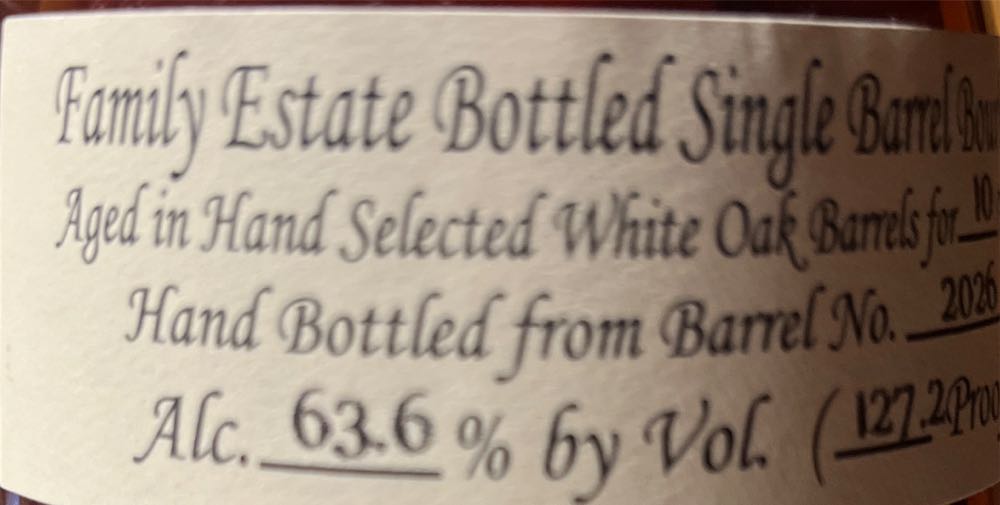 Family Estate Bottled Single Barrel
Aged in Hand Selected White Oak Barrels for 10
Hand Bottled from Barrel No. 2026
Alc. 63.6 % by Vol. (127.2